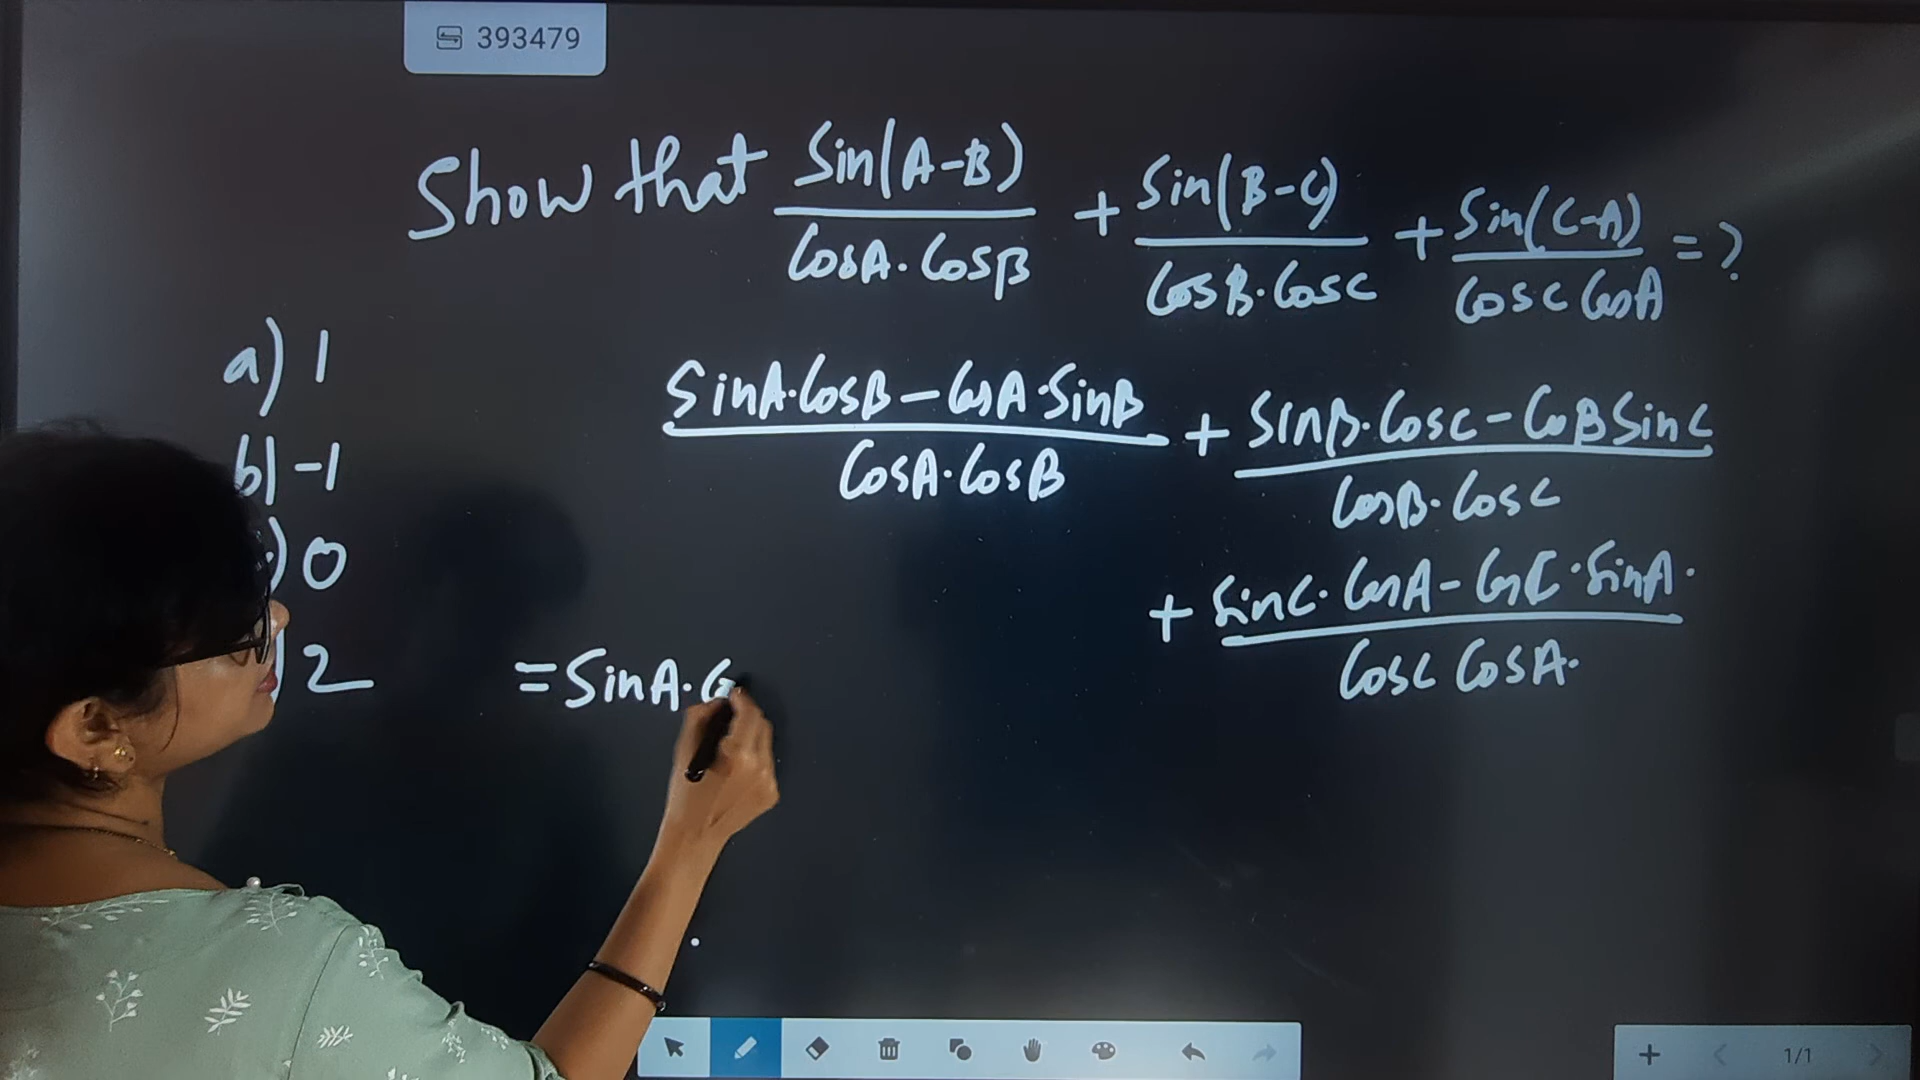 393479
Show that Sin(A-B)/CosA.CosB + Sin(B-C)/CosB.CosC + Sin(C-A)/CosC CosA = ?
a) 1
SinA.CosB - CosA.SinB/CosA.CosB + SinB.CosC - CosB SinC/CosB.CosC
b) -1
) 0
+ SinC.CosA - CosC.SinA./CosC CosA.
) 2
= SinA.
1/1